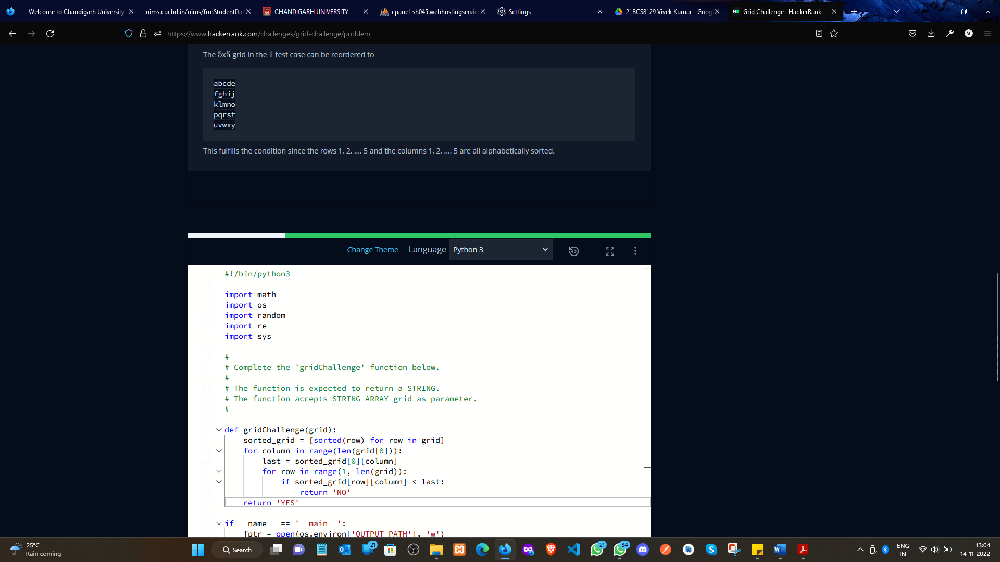 Welcome to Chandigarh University
uims.cuchd.in/uims/frmStudentDat
CHANDIGARH UNIVERSITY
cpanel-sh045.webhostingservic
Settings
21BCS8129 Vivek Kumar - Goog
Grid Challenge | HackerRank
https://www.hackerrank.com/challenges/grid-challenge/problem
The 5x5 grid in the 1 test case can be reordered to
abcde
fghij
klmno
pqrst
uvwxy
This fulfills the condition since the rows 1, 2, ..., 5 and the columns 1, 2, ..., 5 are all alphabetically sorted.
Change Theme Language Python 3
#!/bin/python3
import math
import os
import random
import re
import sys
#
# Complete the 'gridChallenge' function below.
#
# The function is expected to return a STRING.
# The function accepts STRING_ARRAY grid as parameter.
#
def gridChallenge(grid):
    sorted_grid = [sorted(row) for row in grid]
    for column in range(len(grid[0])):
        last = sorted_grid[0][column]
        for row in range(1, len(grid)):
            if sorted_grid[row][column] < last:
                return 'NO'
    return 'YES'
if __name__ == '__main__':
    fptr = open(os.environ['OUTPUT_PATH'], 'w')
25°C
Rain coming
Search
21
21
34
ENG
IN
13:04
14-11-2022